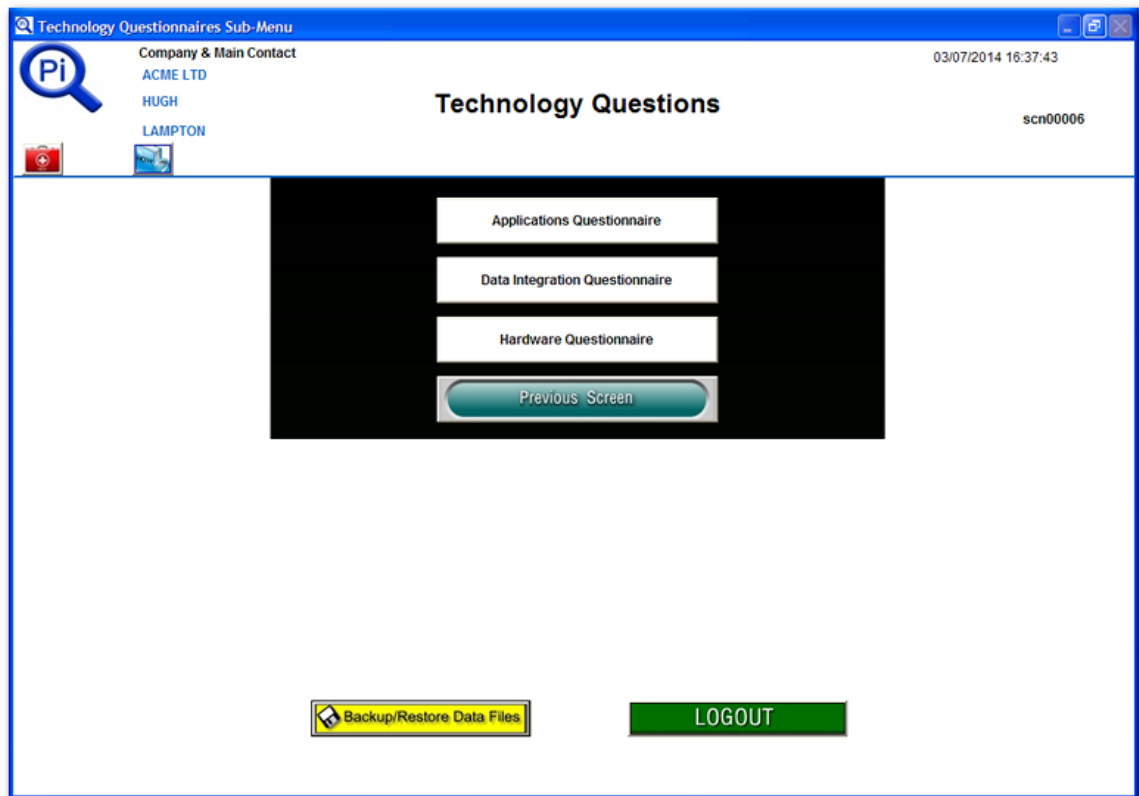 Technology Questionnaires Sub-Menu
Company & Main Contact
03/07/2014 16:37:43
Pi
ACME LTD
HUGH
Technology Questions
scn00006
LAMPTON
Applications Questionnaire
Data Integration Questionnaire
Hardware Questionnaire
Previous Screen
Backup/Restore Data Files
LOGOUT